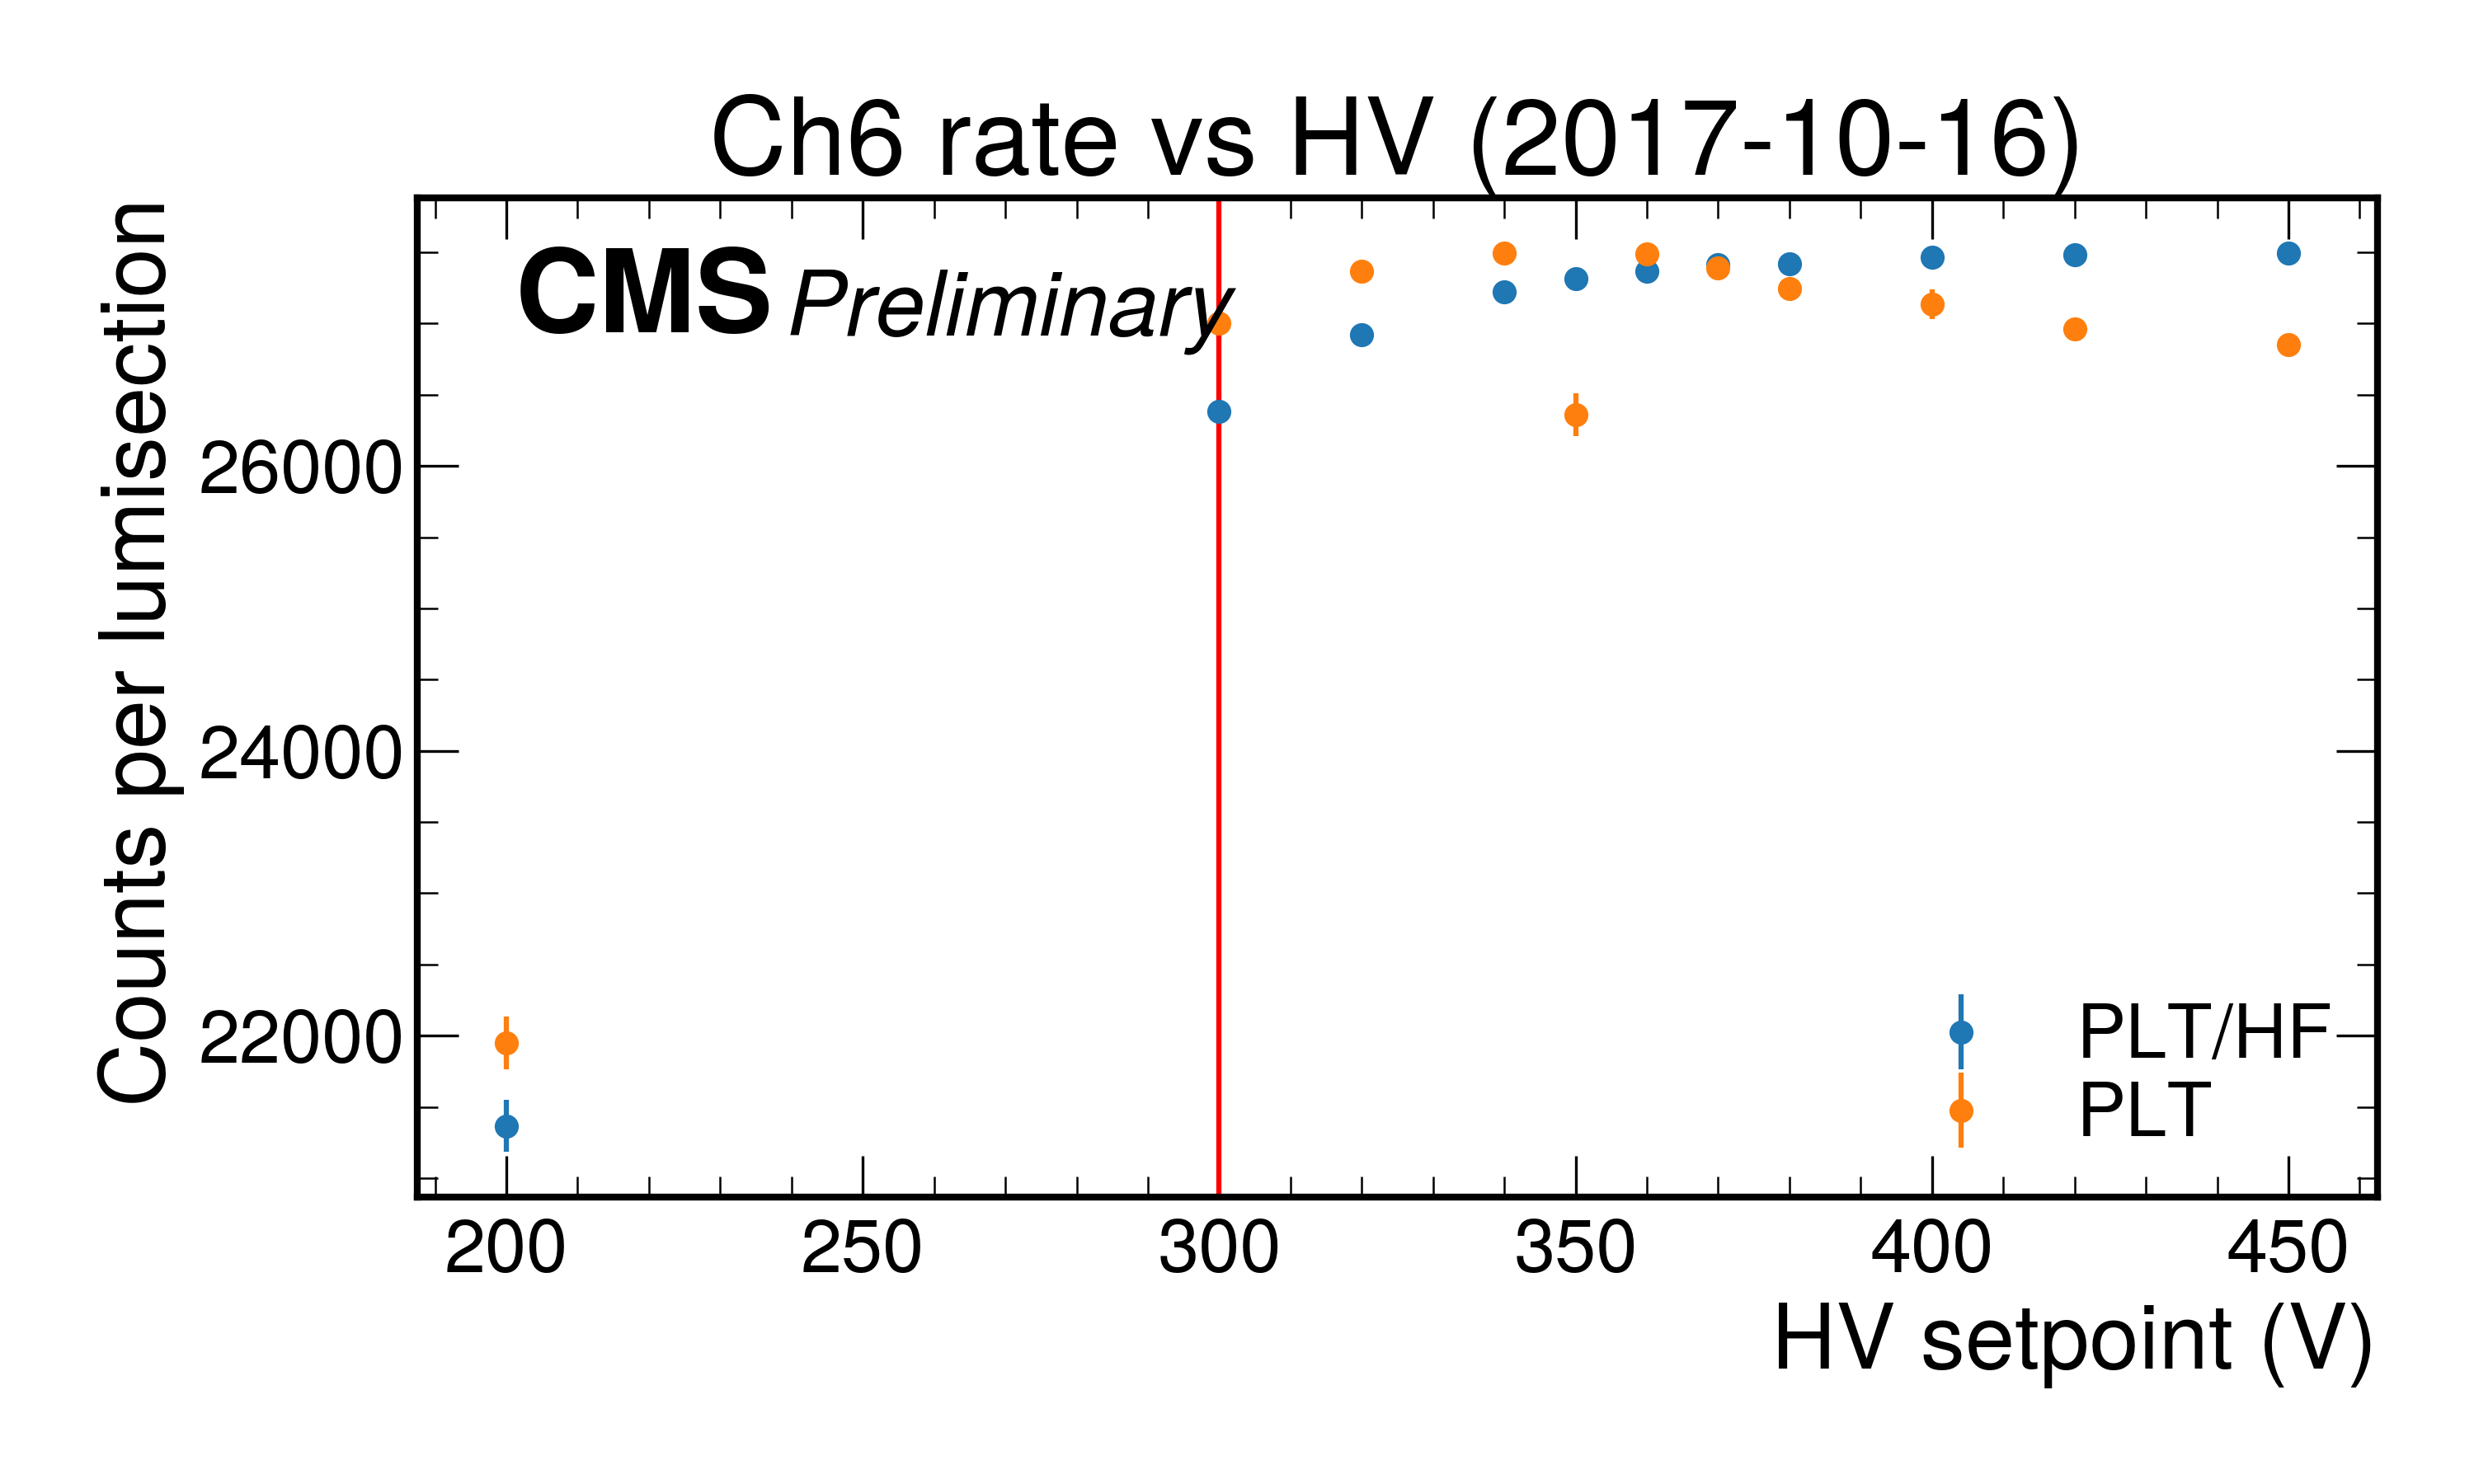 Ch6 rate vs HV (2017-10-16)
CMS Preliminary
Counts per lumisection
26000
24000
22000
PLT/HF
PLT
200 250 300 350 400 450
HV setpoint (V)